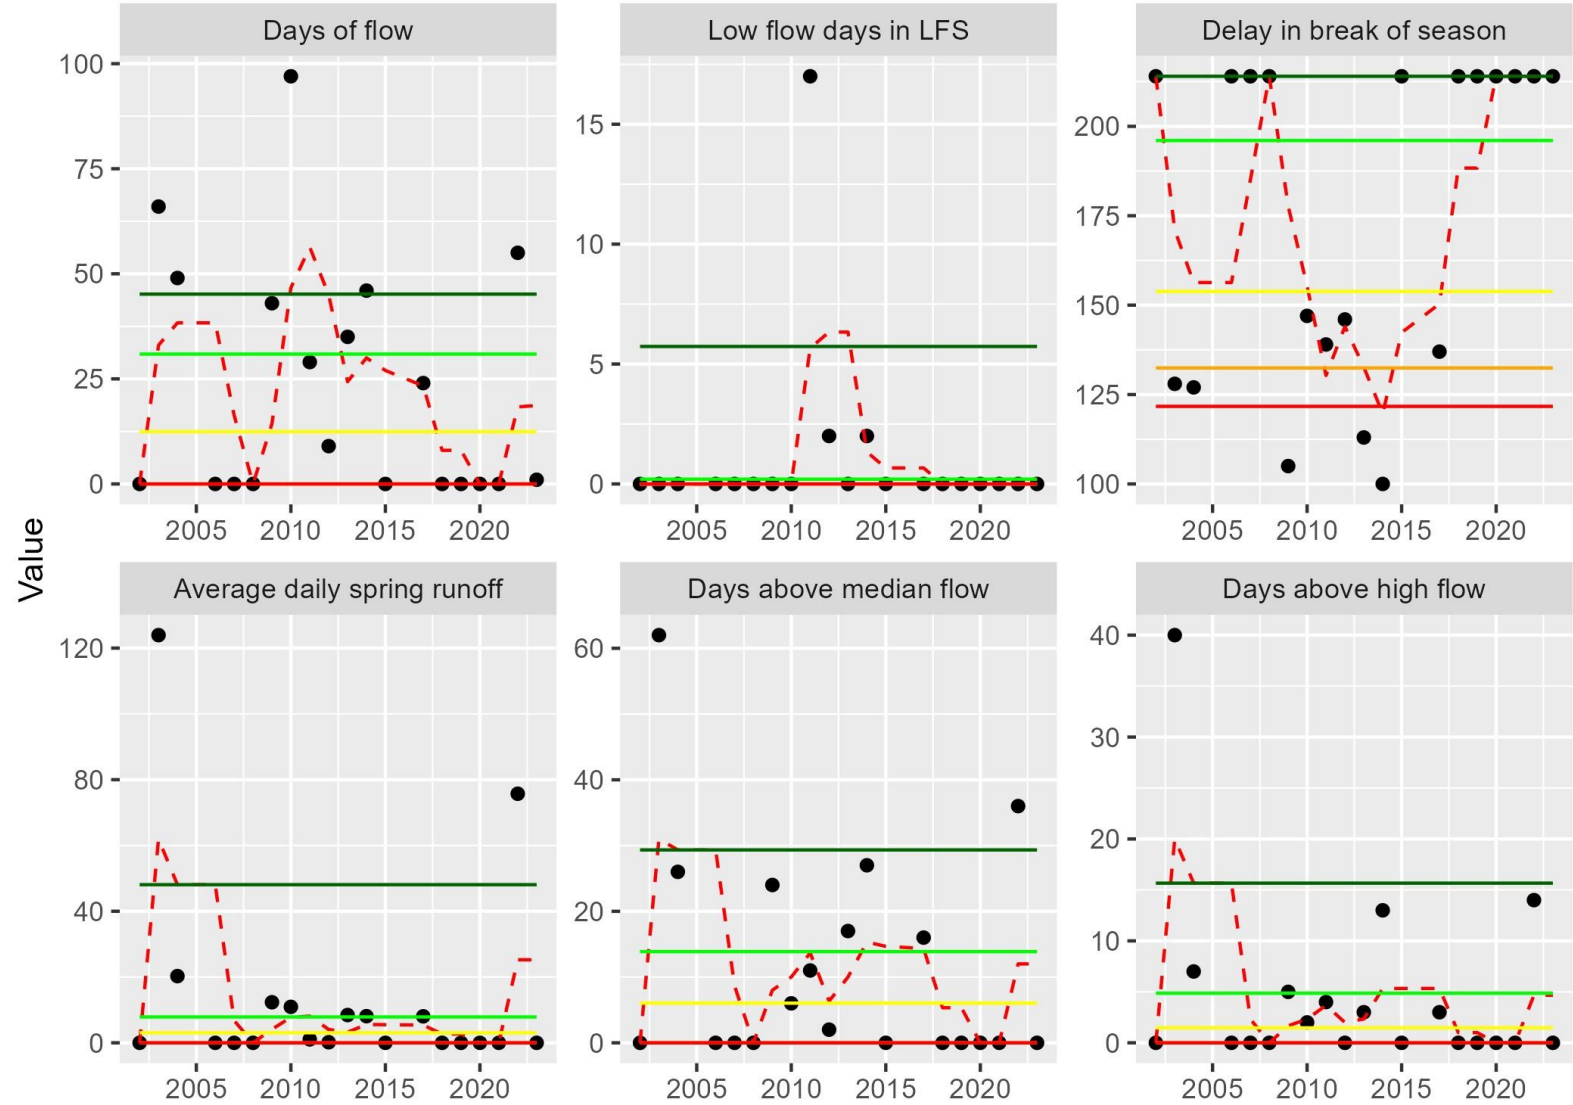 Days of flow
Low flow days in LFS
Delay in break of season
100
75
50
25
0
15
10
5
0
200
175
150
125
100
2005 2010 2015 2020
2005 2010 2015 2020
2005 2010 2015 2020
Value
Average daily spring runoff
Days above median flow
Days above high flow
120
80
40
0
60
40
20
0
40
30
20
10
0
2005 2010 2015 2020
2005 2010 2015 2020
2005 2010 2015 2020